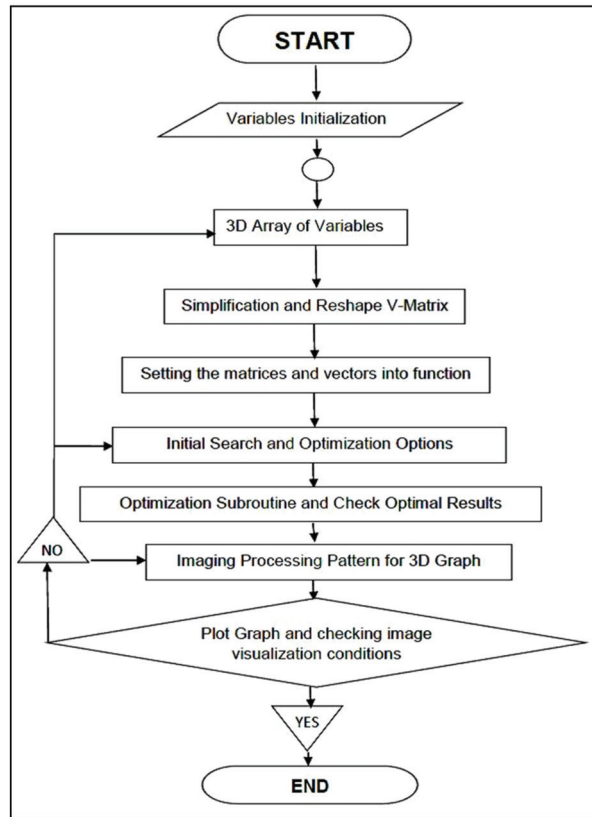 START
Variables Initialization
3D Array of Variables
Simplification and Reshape V-Matrix
Setting the matrices and vectors into function
Initial Search and Optimization Options
Optimization Subroutine and Check Optimal Results
NO
Imaging Processing Pattern for 3D Graph
Plot Graph and checking image
visualization conditions
YES
END